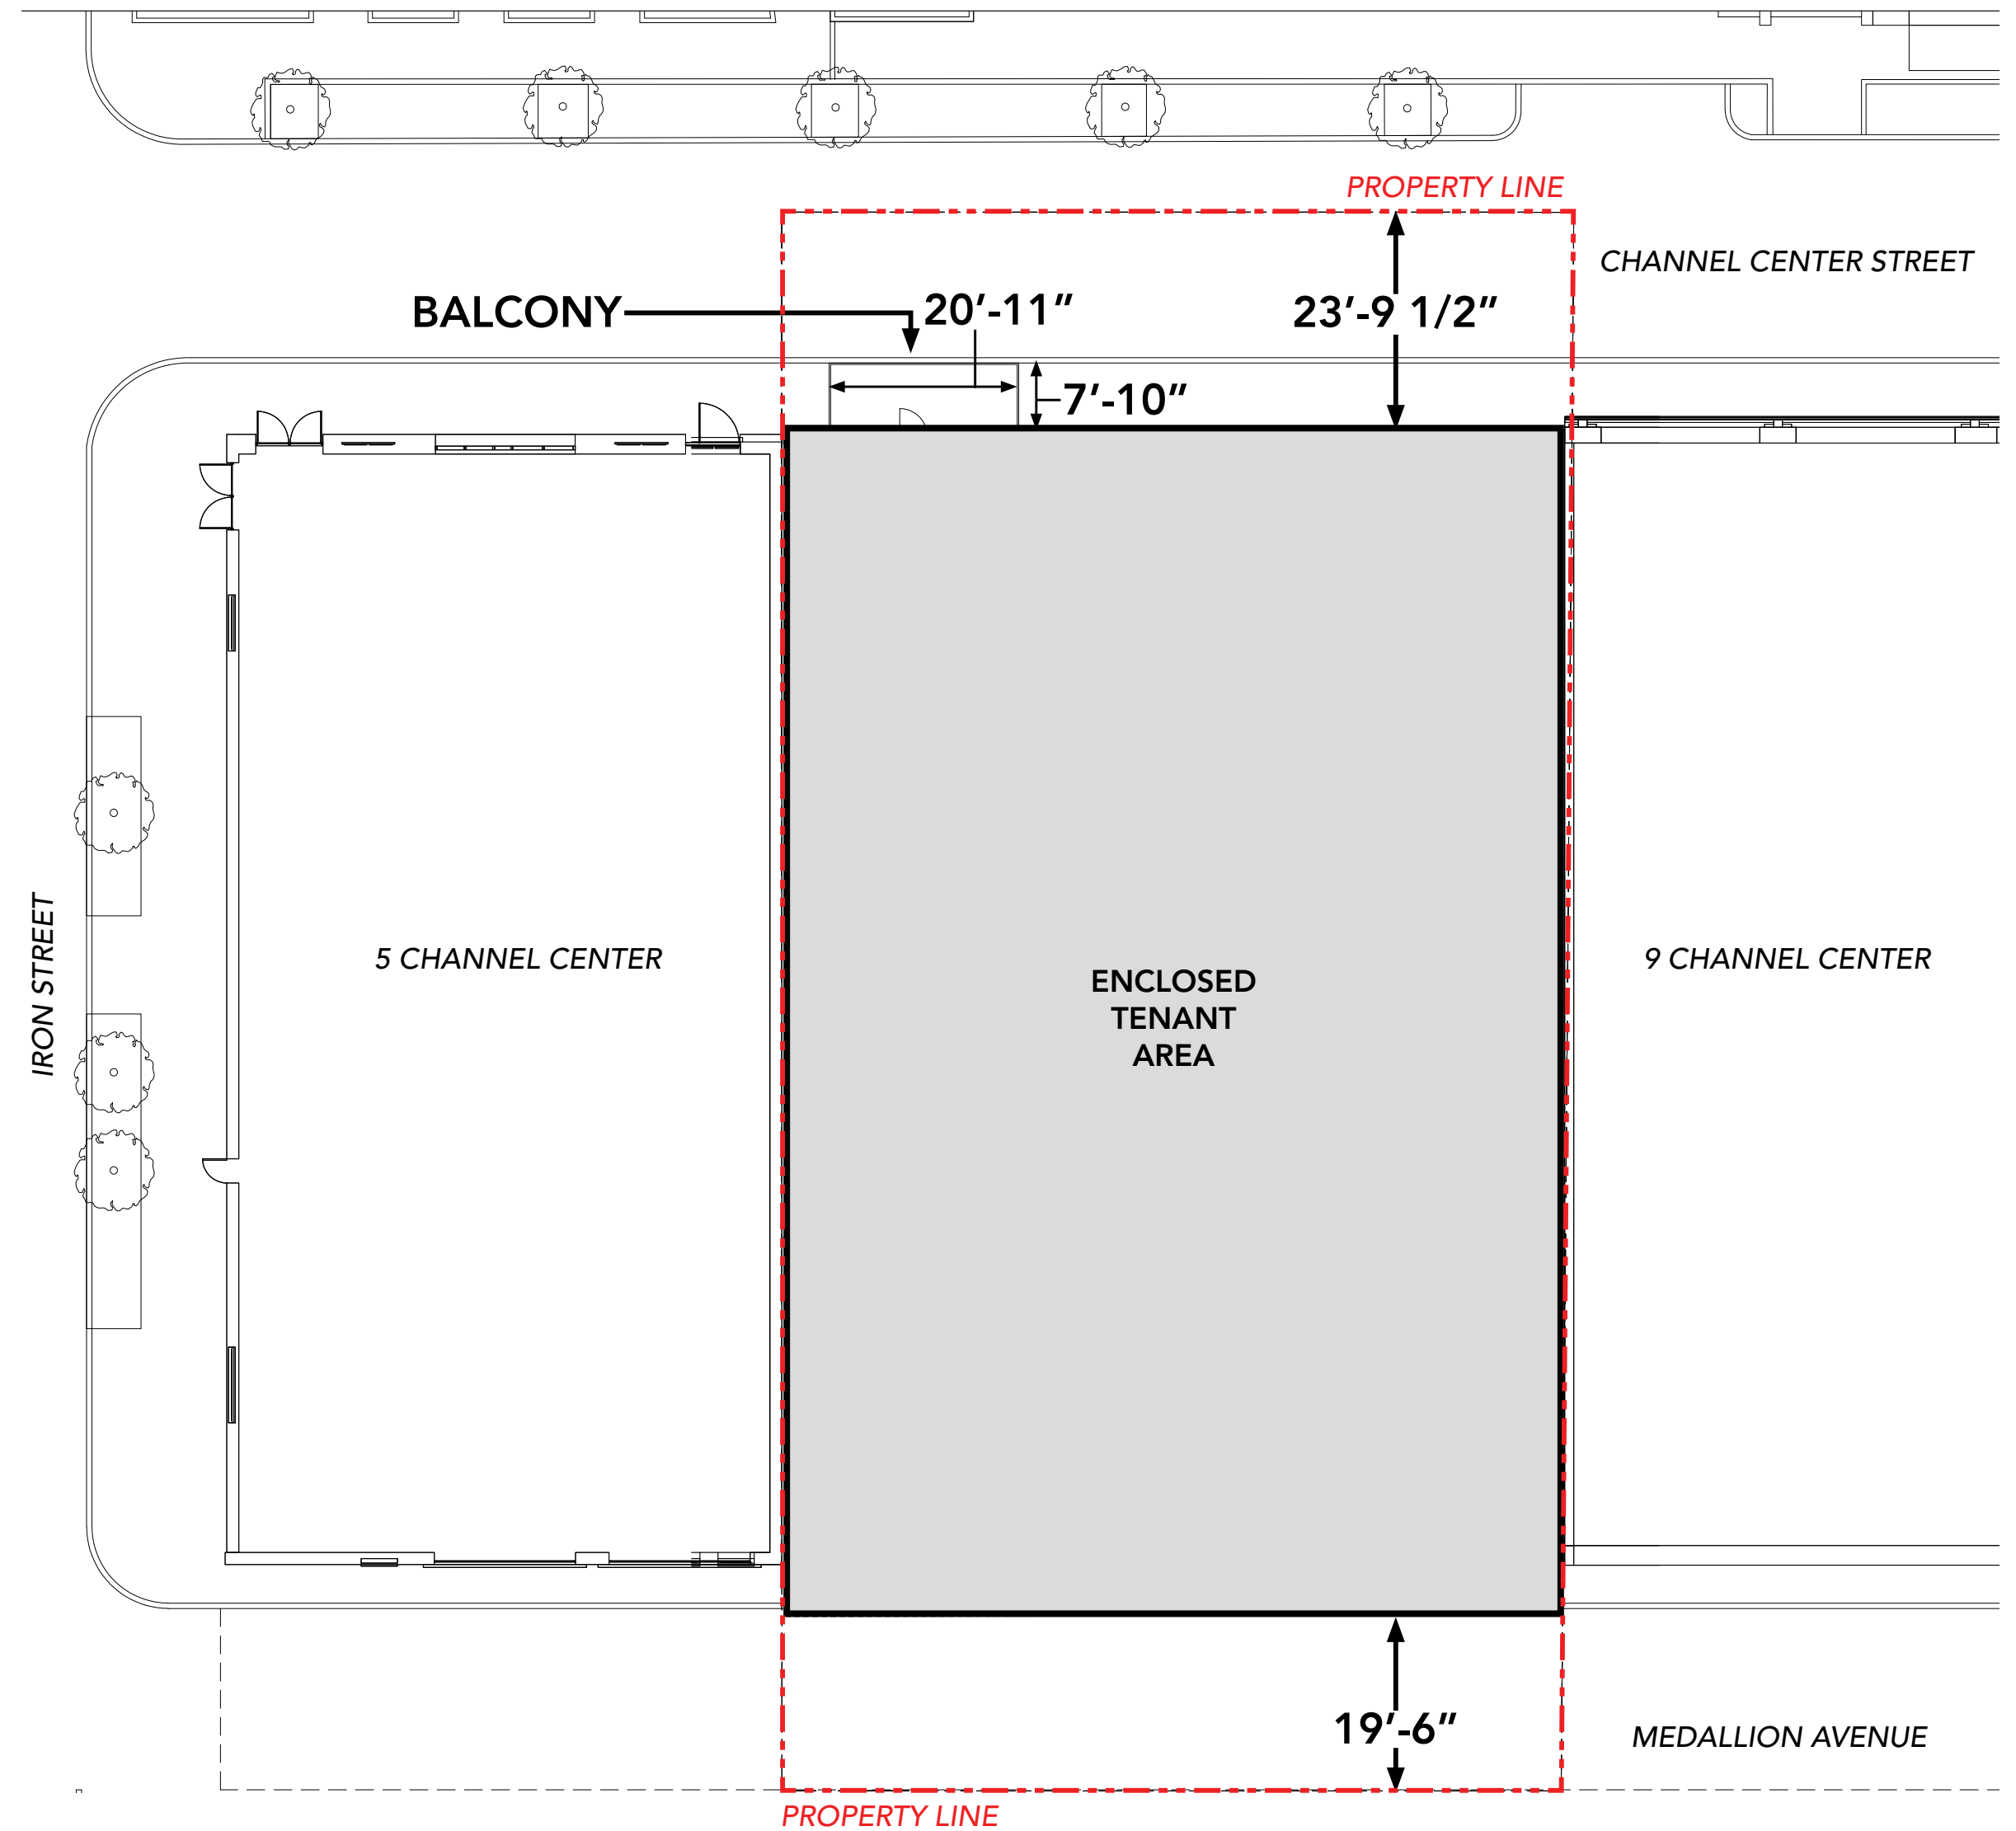 PROPERTY LINE
CHANNEL CENTER STREET
BALCONY
20'-11"
23'-9 1/2"
7'-10"
IRON STREET
5 CHANNEL CENTER
ENCLOSED
TENANT
AREA
9 CHANNEL CENTER
19'-6"
MEDALLION AVENUE
PROPERTY LINE